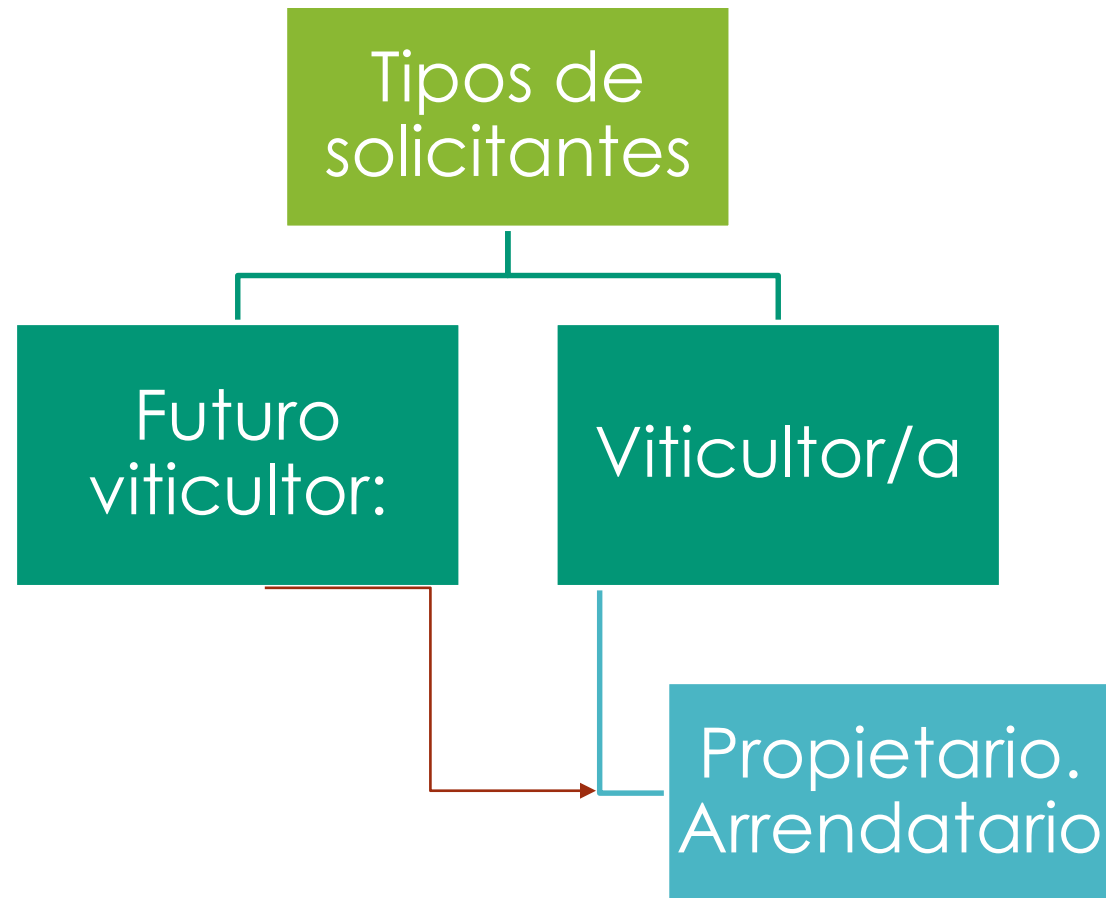 Tipos de
solicitantes
Futuro
viticultor:
Viticultor/a
Propietario.
Arrendatario